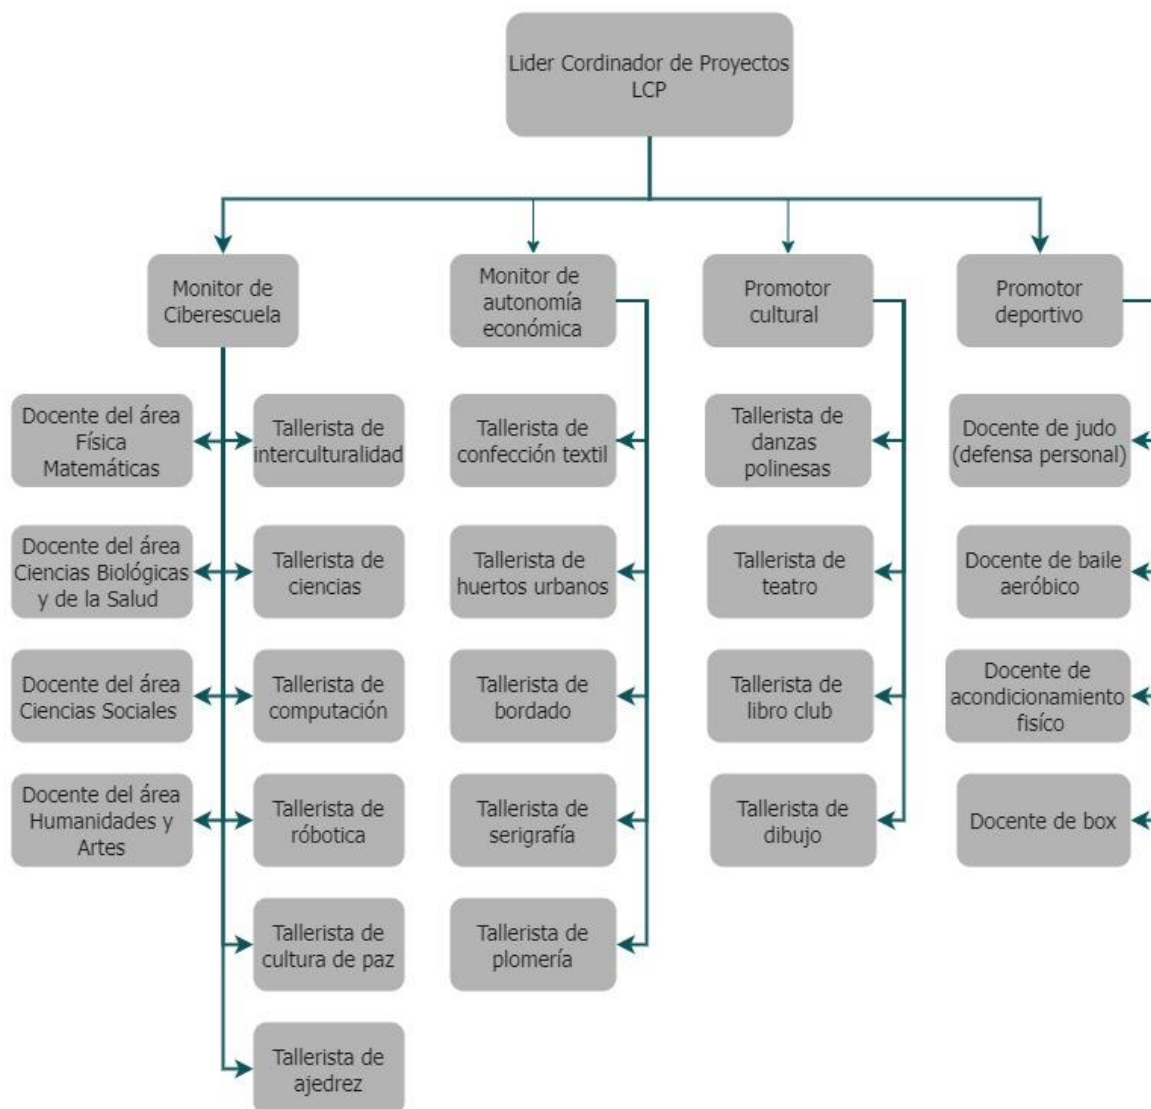 Lider Cordinador de Proyectos
LCP
Monitor de
Ciberescuela
Monitor de
autonomía
económica
Promotor
cultural
Promotor
deportivo
Docente del área
Física
Matemáticas
Tallerista de
interculturalidad
Tallerista de
confección textil
Tallerista de
danzas
polinesas
Docente de judo
(defensa personal)
Docente del área
Ciencias Biológicas
y de la Salud
Tallerista de
ciencias
Tallerista de
huertos urbanos
Tallerista de
teatro
Docente de baile
aeróbico
Docente del área
Ciencias Sociales
Tallerista de
computación
Tallerista de
bordado
Tallerista de
libro club
Docente de
acondicionamiento
fisíco
Docente del área
Humanidades y
Artes
Tallerista de
róbotica
Tallerista de
serigrafía
Tallerista de
dibujo
Docente de box
Tallerista de
cultura de paz
Tallerista de
plomería
Tallerista de
ajedrez